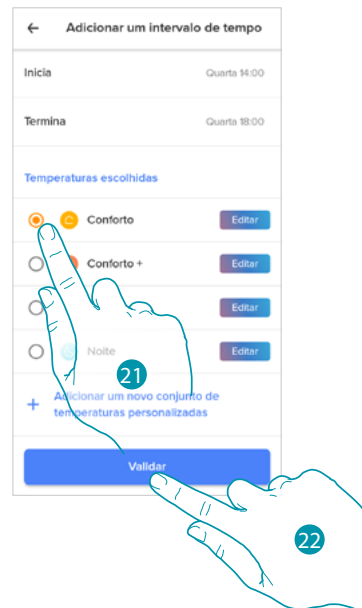 ← Adicionar um intervalo de tempo
Inicia Quarta 14:00
Termina Quarta 18:00
Temperaturas escolhidas
Conforto Editar
Conforto + Editar
Editar
Noite Editar
21
+ Adicionar um novo conjunto de
temperaturas personalizadas
Validar
22